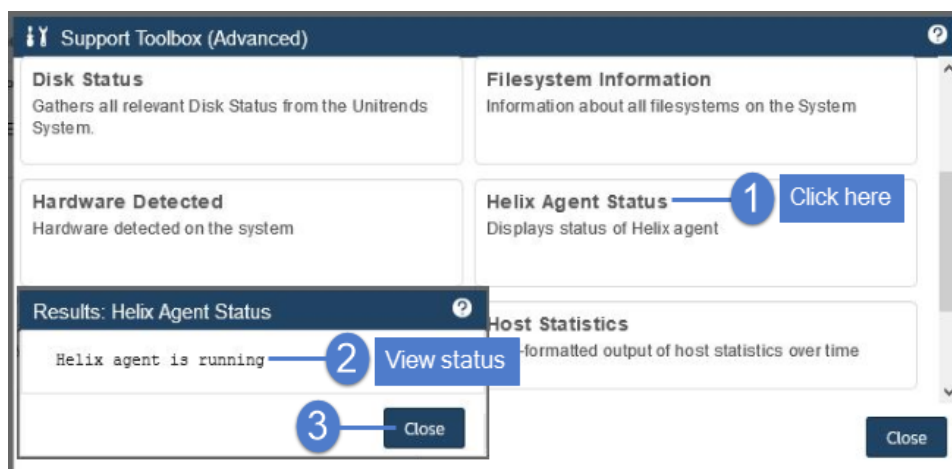 Support Toolbox (Advanced)
?
Disk Status
Gathers all relevant Disk Status from the Unitrends
System.
Filesystem Information
Information about all filesystems on the System
Hardware Detected
Hardware detected on the system
Helix Agent Status
Displays status of Helix agent
1
Click here
Results: Helix Agent Status
?
Helix agent is running
2
View status
3
Close
Host Statistics
-formatted output of host statistics over time
Close